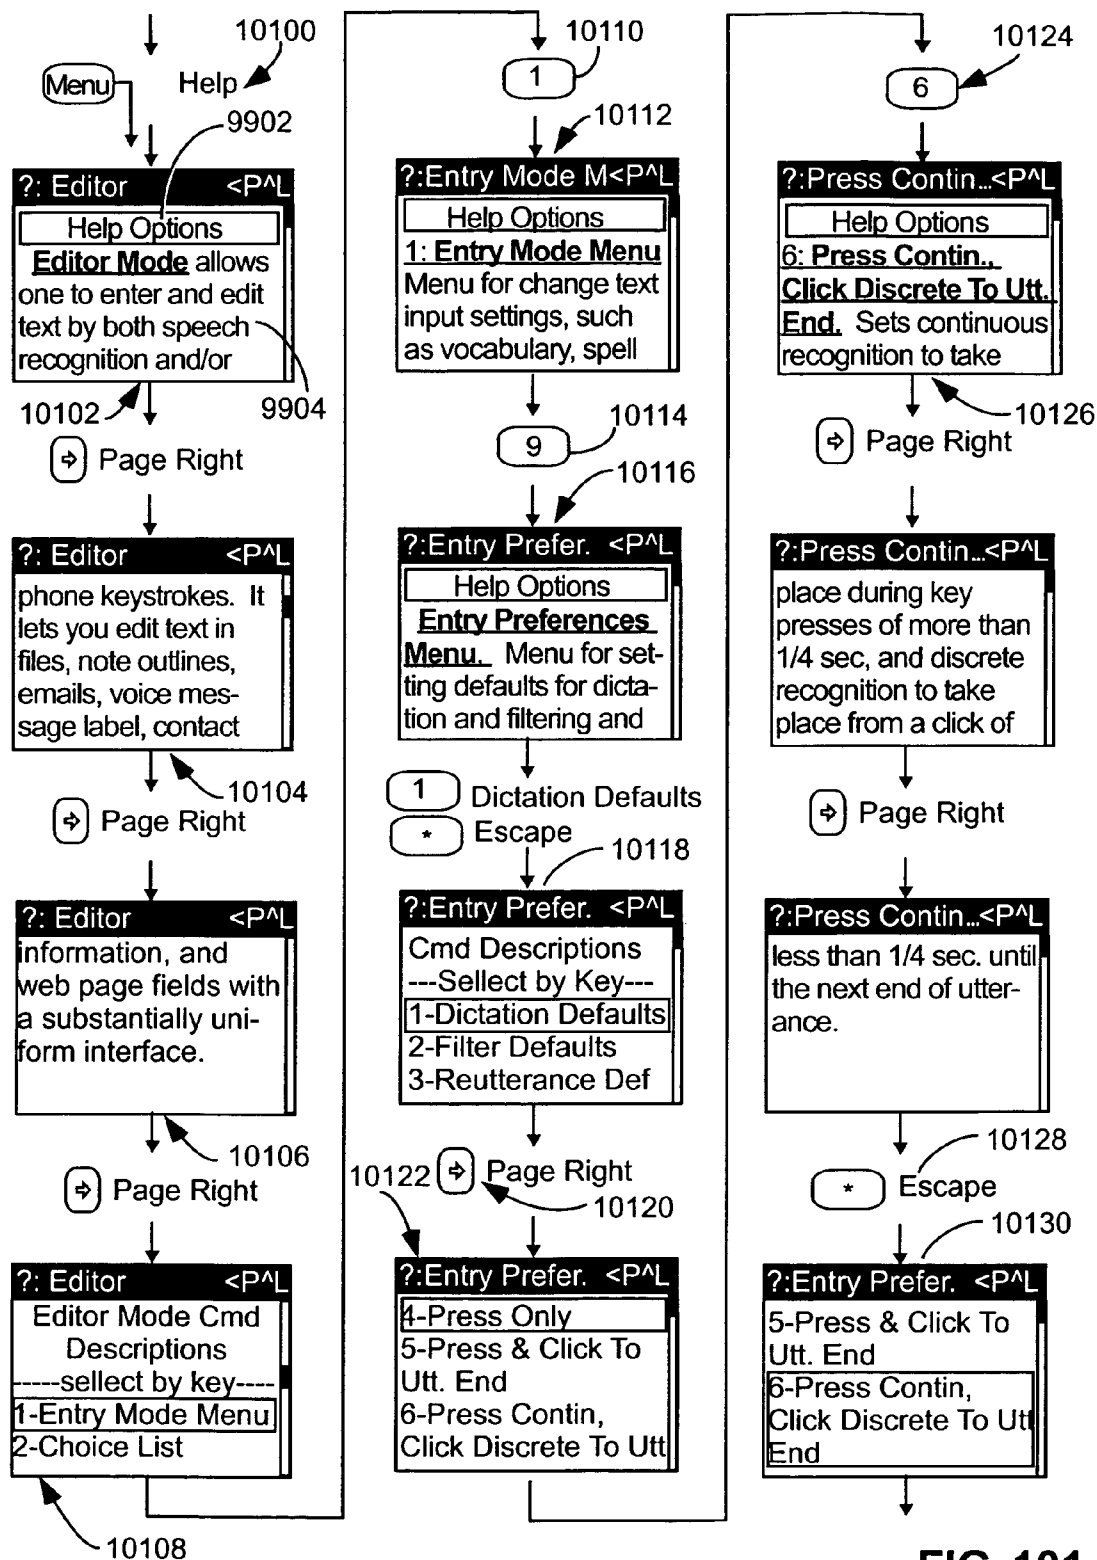 10100
Menu
Help
9902
?: Editor <P^L
Help Options
Editor Mode allows
one to enter and edit
text by both speech
recognition and/or
10102
9904
⇨ Page Right
?: Editor <P^L
phone keystrokes. It
lets you edit text in
files, note outlines,
emails, voice mes-
sage label, contact
10104
⇨ Page Right
?: Editor <P^L
information, and
web page fields with
a substantially uni-
form interface.
10106
⇨ Page Right
?: Editor <P^L
Editor Mode Cmd
Descriptions
-----sellect by key----
1-Entry Mode Menu
2-Choice List
10108
10110
1
10112
?:Entry Mode M<P^L
Help Options
1: Entry Mode Menu
Menu for change text
input settings, such
as vocabulary, spell
10114
9
10116
?:Entry Prefer. <P^L
Help Options
Entry Preferences
Menu. Menu for set-
ting defaults for dicta-
tion and filtering and
1 Dictation Defaults
* Escape
10118
?:Entry Prefer. <P^L
Cmd Descriptions
---Sellect by Key---
1-Dictation Defaults
2-Filter Defaults
3-Reutterance Def
10122 ⇨ Page Right
10120
?:Entry Prefer. <P^L
4-Press Only
5-Press & Click To
Utt. End
6-Press Contin,
Click Discrete To Utt
10124
6
?:Press Contin...<P^L
Help Options
6: Press Contin.,
Click Discrete To Utt.
End. Sets continuous
recognition to take
10126
⇨ Page Right
?:Press Contin...<P^L
place during key
presses of more than
1/4 sec, and discrete
recognition to take
place from a click of
⇨ Page Right
?:Press Contin...<P^L
less than 1/4 sec. until
the next end of utter-
ance.
10128
* Escape
10130
?:Entry Prefer. <P^L
5-Press & Click To
Utt. End
6-Press Contin,
Click Discrete To Utt
End
FIG. 101